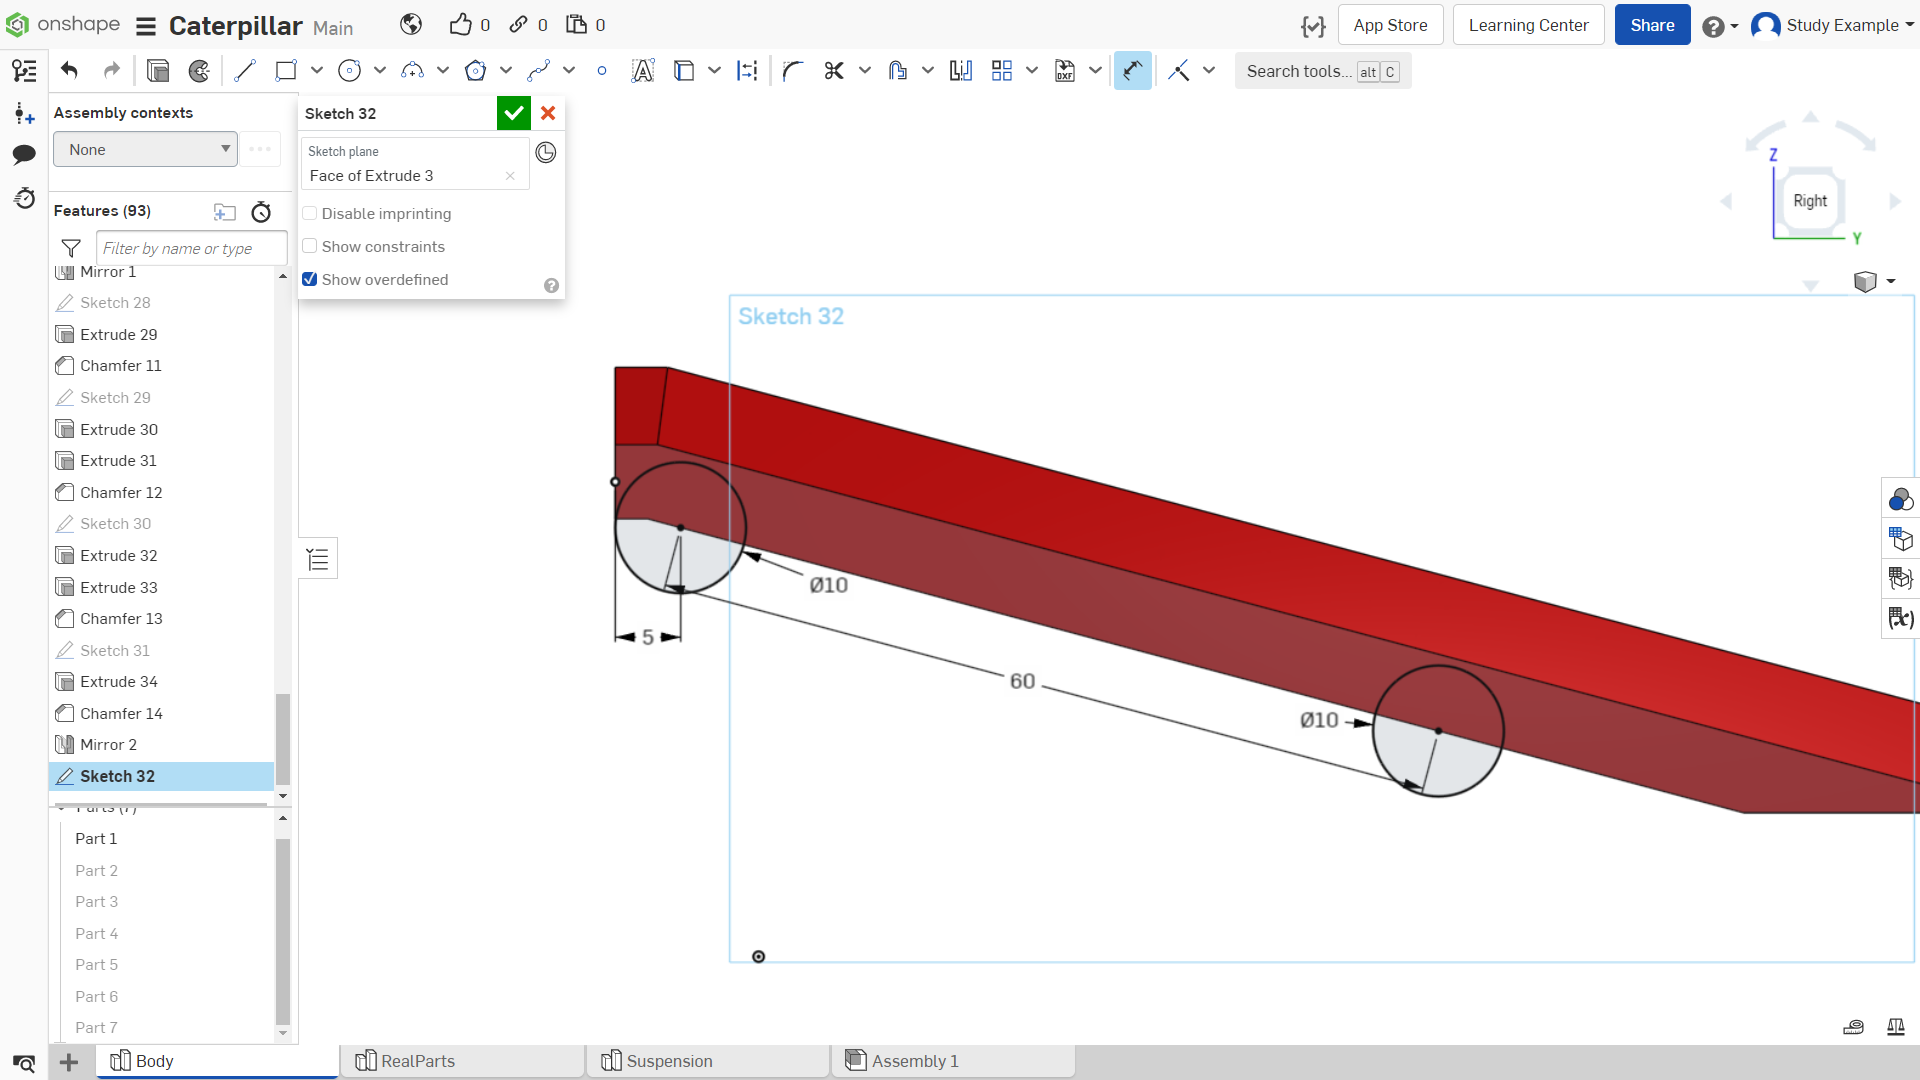 onshape
Caterpillar Main
0
0
0
App Store
Learning Center
Share
Study Example
Search tools... alt C
Assembly contexts
None
Features (93)
Filter by name or type
Mirror 1
Sketch 28
Extrude 29
Chamfer 11
Sketch 29
Extrude 30
Extrude 31
Chamfer 12
Sketch 30
Extrude 32
Extrude 33
Chamfer 13
Sketch 31
Extrude 34
Chamfer 14
Mirror 2
Sketch 32
Parts (7)
Part 1
Part 2
Part 3
Part 4
Part 5
Part 6
Part 7
Sketch 32
Sketch plane
Face of Extrude 3
Disable imprinting
Show constraints
Show overdefined
Sketch 32
Ø10
5
60
Ø10
Z
Right
Y
Body
RealParts
Suspension
Assembly 1